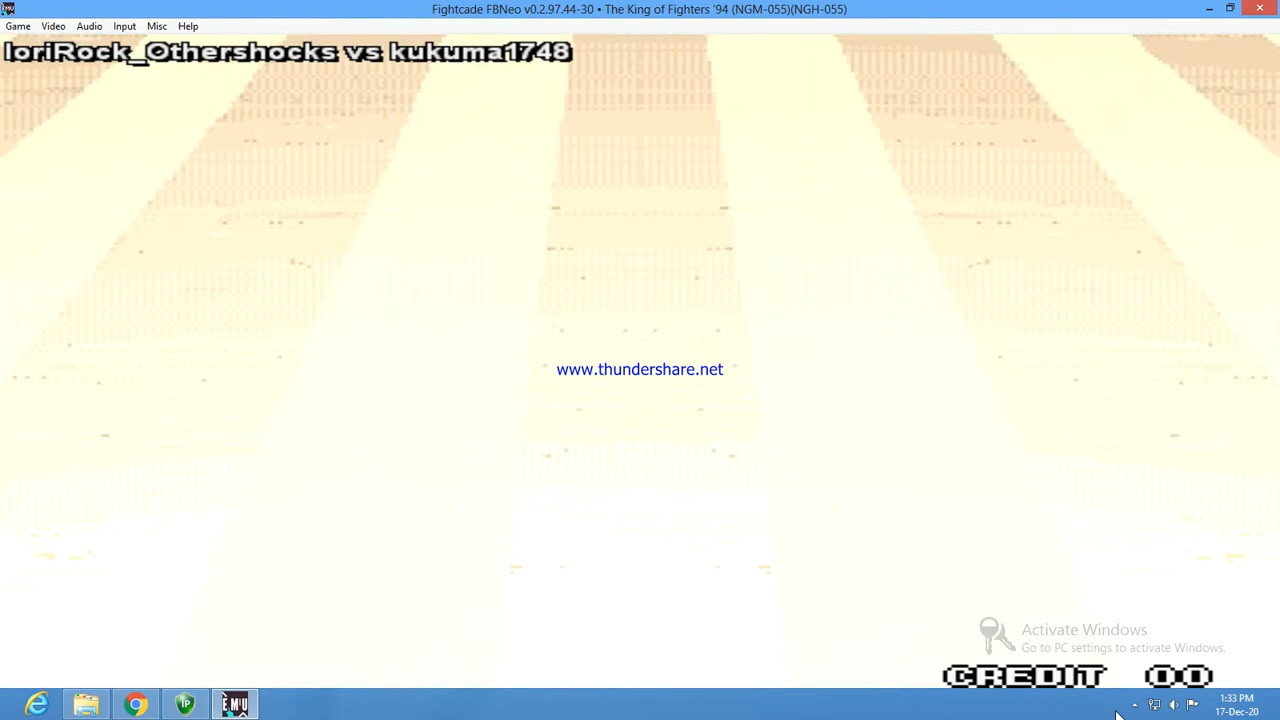 Fightcade FBNeo v0.2.97.44-30 • The King of Fighters '94 (NGM-055)(NGH-055)
Game Video Audio Input Misc Help
IoriRock_Othershocks vs kukuma1748
www.thundershare.net
Activate Windows
Go to PC settings to activate Windows.
CREDIT 00
1:33 PM
17-Dec-20